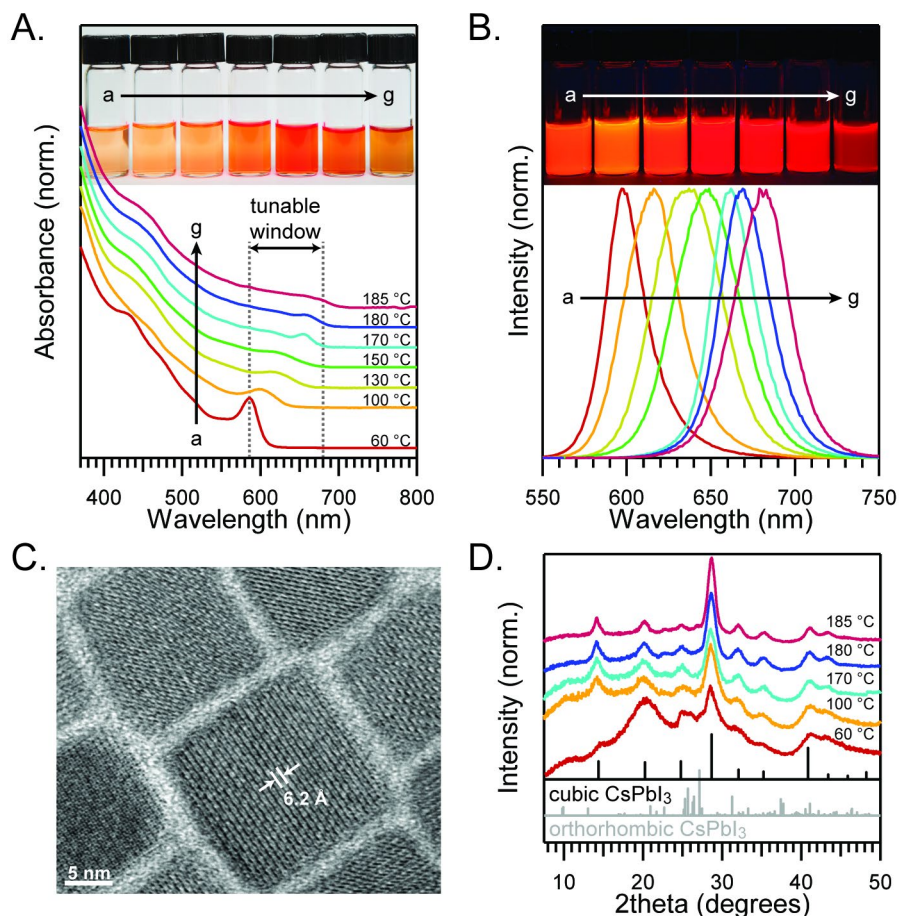 A.
a
g
Absorbance (norm.)
g
tunable
window
185 °C
180 °C
170 °C
150 °C
130 °C
100 °C
60 °C
a
400 500 600 700 800
Wavelength (nm)
B.
a
g
Intensity (norm.)
a
g
550 600 650 700 750
Wavelength (nm)
C.
6.2 Å
5 nm
D.
Intensity (norm.)
185 °C
180 °C
170 °C
100 °C
60 °C
cubic CsPbI₃
orthorhombic CsPbI₃
10 20 30 40 50
2theta (degrees)